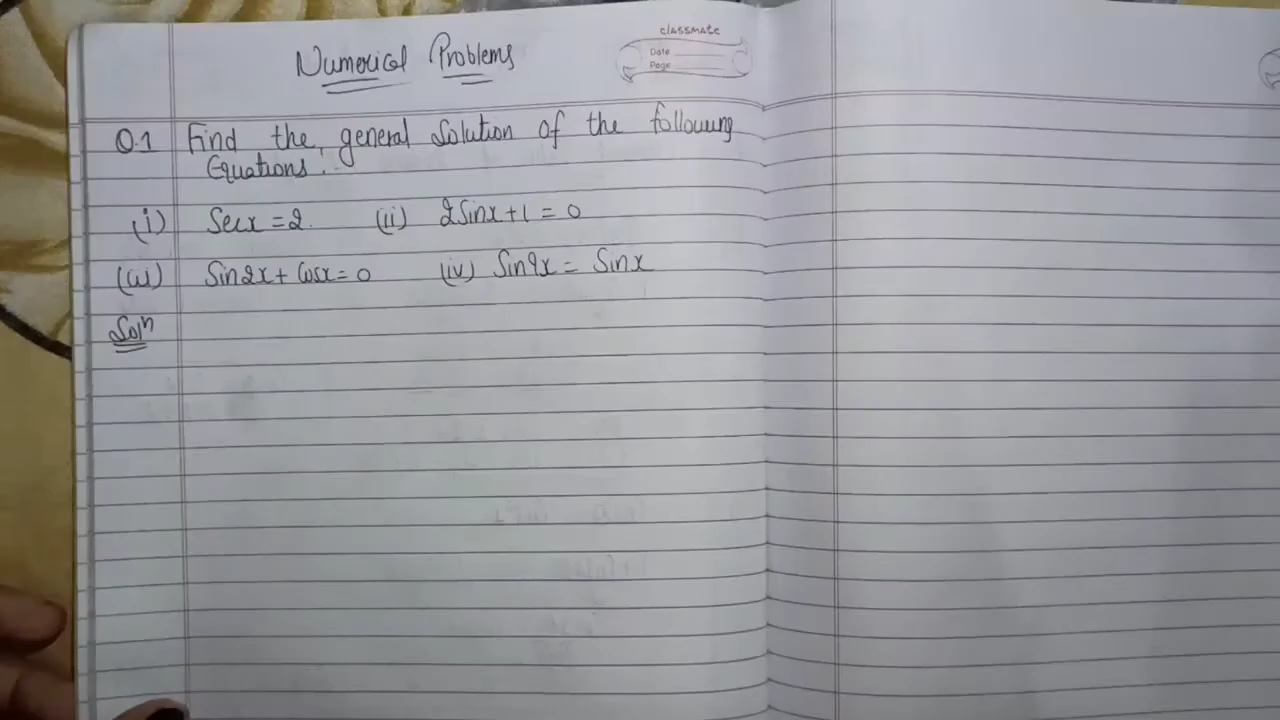 Numerical Problems
classmate
Date
Page
Q.1 Find the general Solution of the following
Equations.
(i) Secx = 2. (ii) 2Sinx + 1 = 0
(iii) Sin2x + Cosx = 0 (iv) Sin9x = Sinx
Soln